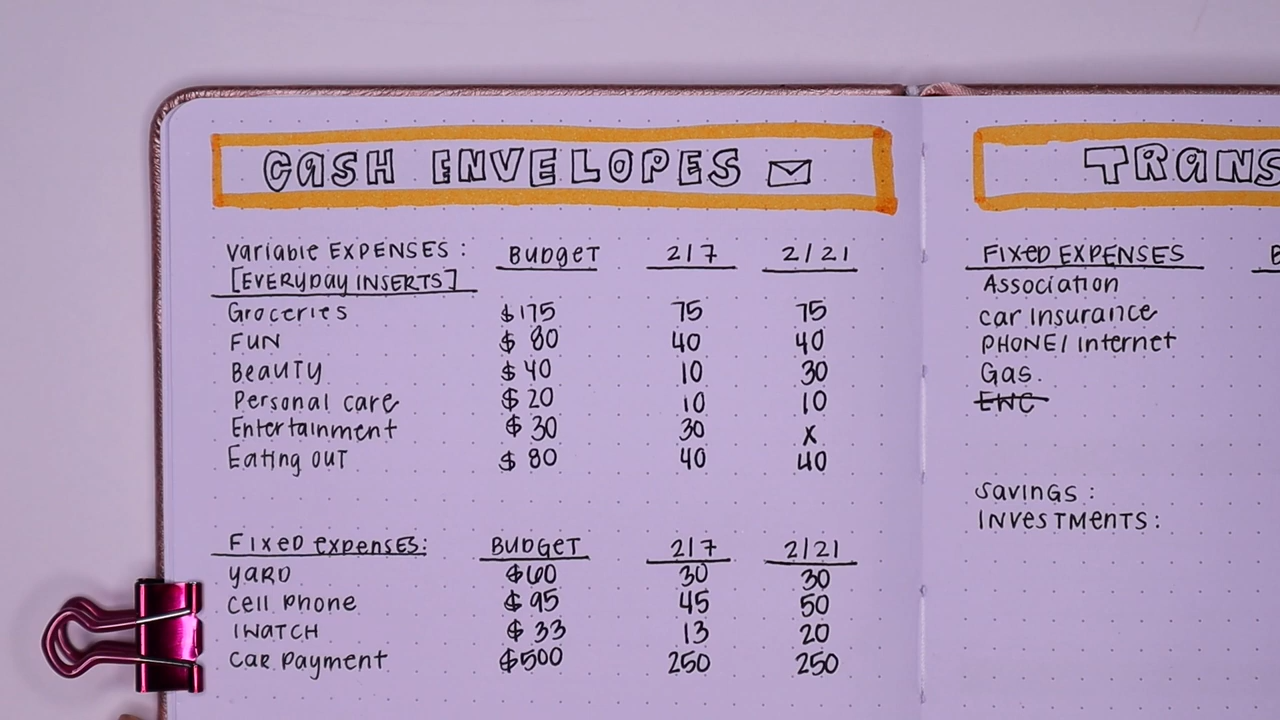 CASH ENVELOPES
Variable EXPENSES: BUDGET 2/7 2/21
[EVERYDAY INSERTS]
Groceries $175 75 75
FUN $ 80 40 40
Beauty $ 40 10 30
Personal care $ 20 10 10
Entertainment $ 30 30 X
Eating out $ 80 40 40
Fixed expenses: BUDGET 2/7 2/21
YARD $60 30 30
Cell Phone $ 95 45 50
IWATCH $ 33 13 20
Car Payment $500 250 250
TRANS
FIXED EXPENSES B
Association
car insurance
PHONE/ internet
Gas
Savings:
INVESTMENTS: